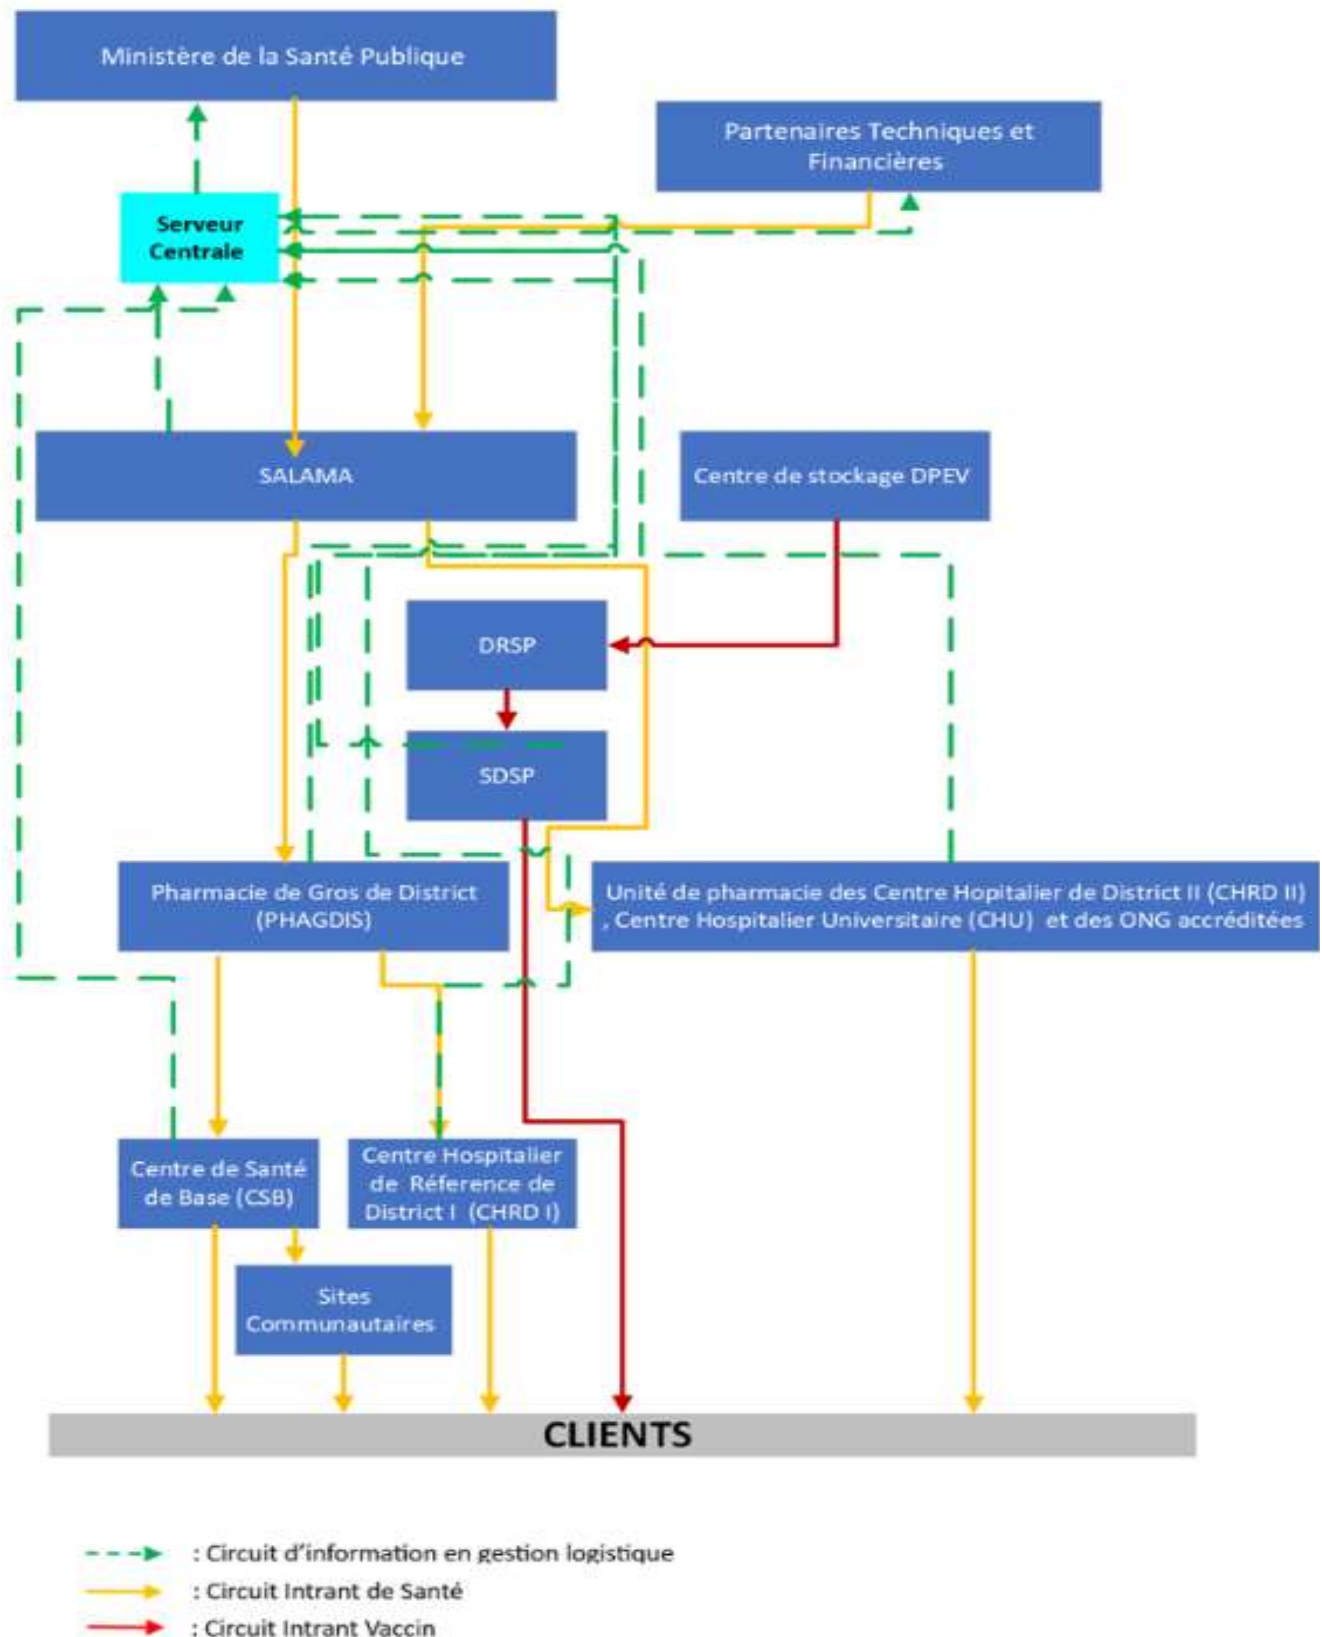 Ministère de la Santé Publique
Partenaires Techniques et
Financières
Serveur
Centrale
SALAMA
Centre de stockage DPEV
DRSP
SDSP
Pharmacie de Gros de District
(PHAGDIS)
Unité de pharmacie des Centre Hopitalier de District II (CHRD II)
, Centre Hospitalier Universitaire (CHU) et des ONG accréditées
Centre de Santé
de Base (CSB)
Centre Hospitalier
de Réference de
District I (CHRD I)
Sites
Communautaires
CLIENTS
: Circuit d'information en gestion logistique
: Circuit Intrant de Santé
: Circuit Intrant Vaccin